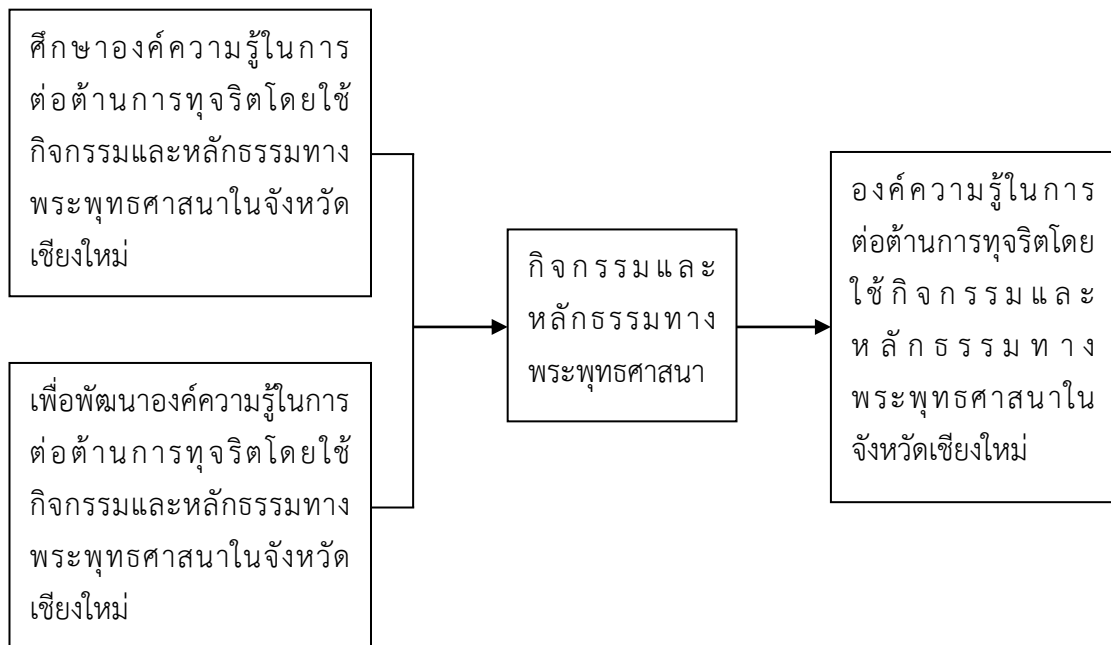 ศึกษาองค์ความรู้ในการ
ต่อต้านการทุจริตโดยใช้
กิจกรรมและหลักธรรมทาง
พระพุทธศาสนาในจังหวัด
เชียงใหม่
เพื่อพัฒนาองค์ความรู้ในการ
ต่อต้านการทุจริตโดยใช้
กิจกรรมและหลักธรรมทาง
พระพุทธศาสนาในจังหวัด
เชียงใหม่
กิจกรรมและ
หลักธรรมทาง
พระพุทธศาสนา
องค์ความรู้ในการ
ต่อต้านการทุจริตโดย
ใช้กิจกรรมและ
หลักธรรมทาง
พระพุทธศาสนาใน
จังหวัดเชียงใหม่